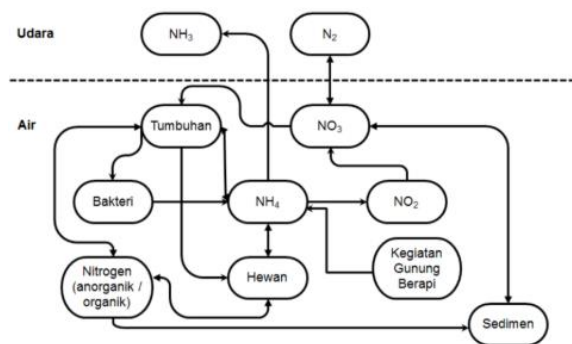 Udara
NH₃
N₂
Air
Tumbuhan
NO₃
Bakteri
NH₄
NO₂
Nitrogen
(anorganik /
organik)
Hewan
Kegiatan
Gunung
Berapi
Sedimen